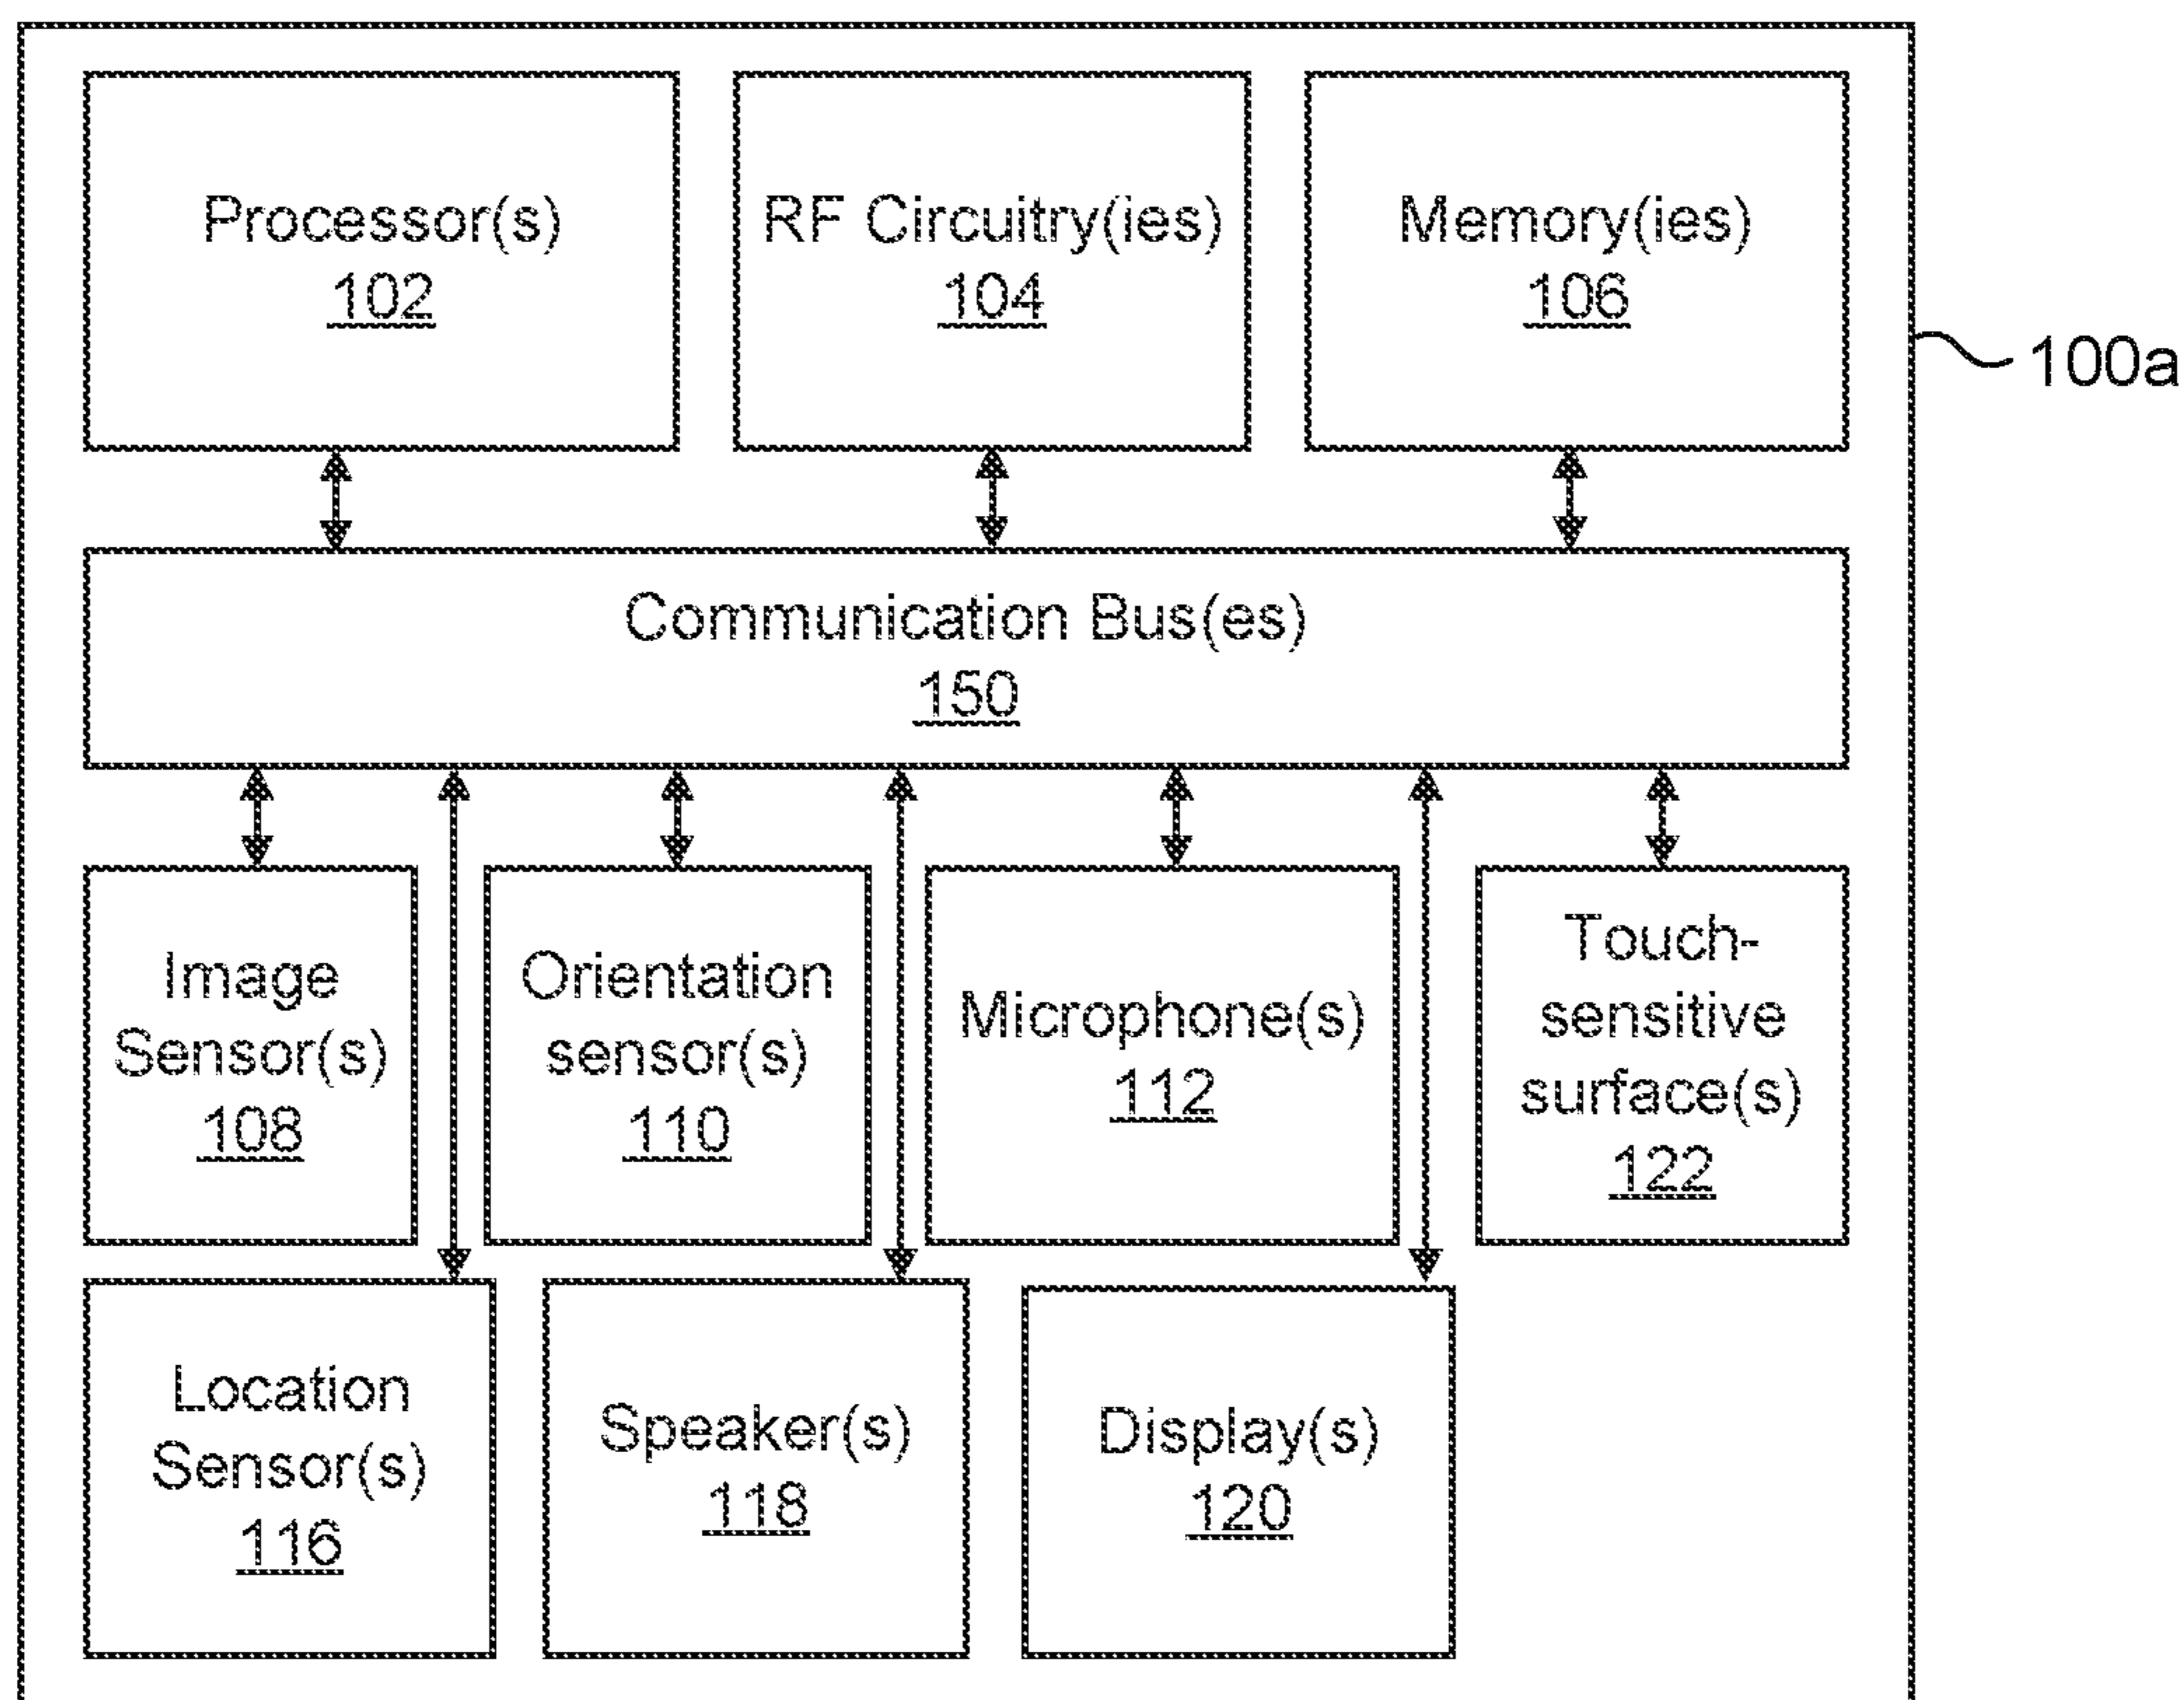 Processor(s)
102
RF Circuitry(ies)
104
Memory(ies)
106
100a
Communication Bus(es)
150
Image
Sensor(s)
108
Orientation
sensor(s)
110
Microphone(s)
112
Touch-
sensitive
surface(s)
122
Location
Sensor(s)
116
Speaker(s)
118
Display(s)
120